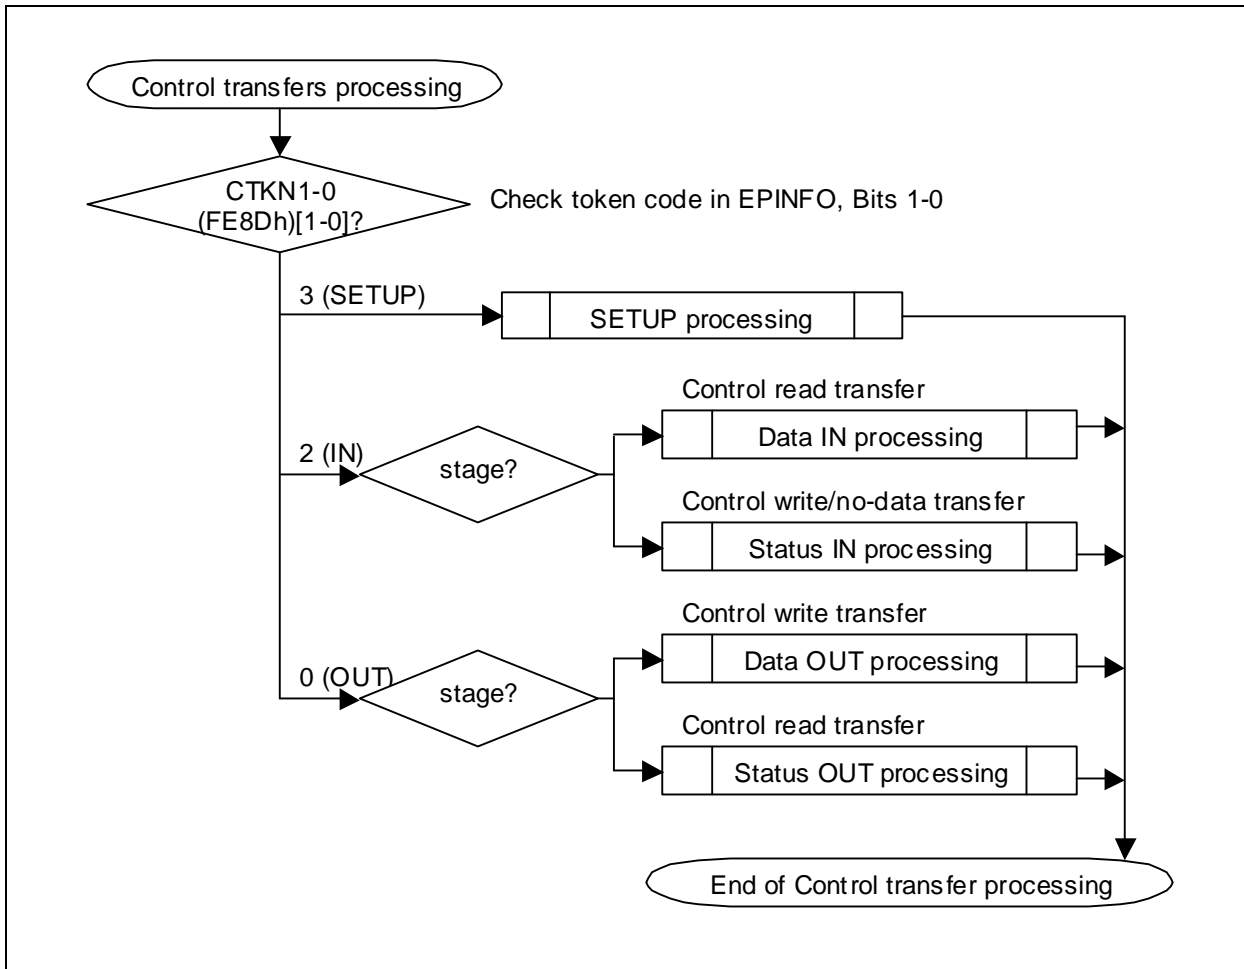 Control transfers processing
CTKN1-0
(FE8Dh)[1-0]?
Check token code in EPINFO, Bits 1-0
3 (SETUP)
SETUP processing
Control read transfer
2 (IN)
stage?
Data IN processing
Control write/no-data transfer
Status IN processing
Control write transfer
0 (OUT)
stage?
Data OUT processing
Control read transfer
Status OUT processing
End of Control transfer processing